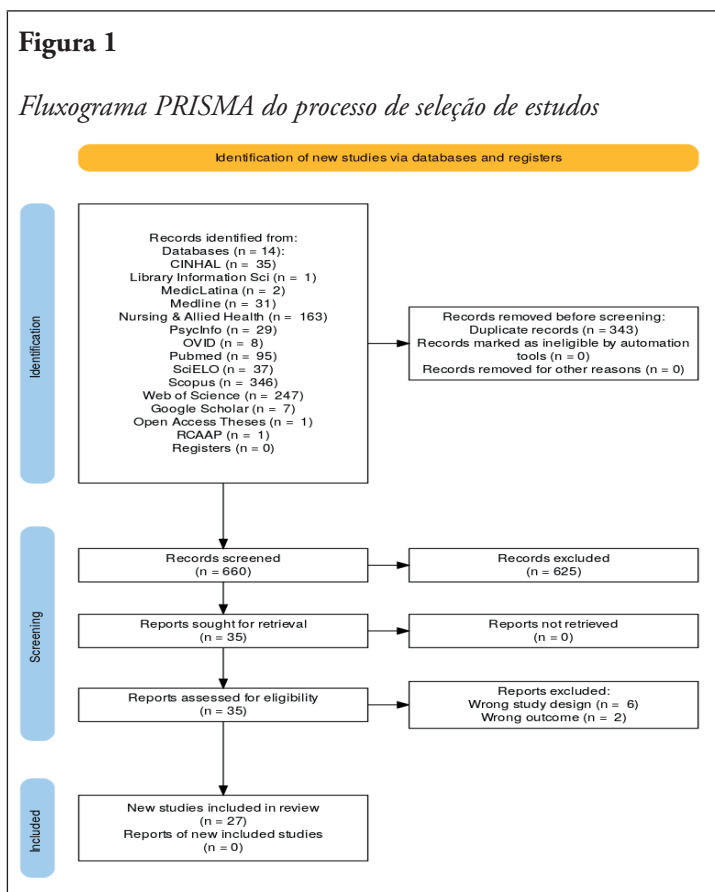 Figura 1
Fluxograma PRISMA do processo de seleção de estudos
Identification of new studies via databases and registers
Identification
Records identified from:
Databases (n = 14):
CINHAL (n = 35)
Library Information Sci (n = 1)
MedicLatina (n = 2)
Medline (n = 31)
Nursing & Allied Health (n = 163)
PsycInfo (n = 29)
OVID (n = 8)
Pubmed (n = 95)
SciELO (n = 37)
Scopus (n = 346)
Web of Science (n = 247)
Google Scholar (n = 7)
Open Access Theses (n = 1)
RCAAP (n = 1)
Registers (n = 0)
Records removed before screening:
Duplicate records (n = 343)
Records marked as ineligible by automation
tools (n = 0)
Records removed for other reasons (n = 0)
Screening
Records screened
(n = 660)
Records excluded
(n = 625)
Reports sought for retrieval
(n = 35)
Reports not retrieved
(n = 0)
Reports assessed for eligibility
(n = 35)
Reports excluded:
Wrong study design (n = 6)
Wrong outcome (n = 2)
Included
New studies included in review
(n = 27)
Reports of new included studies
(n = 0)